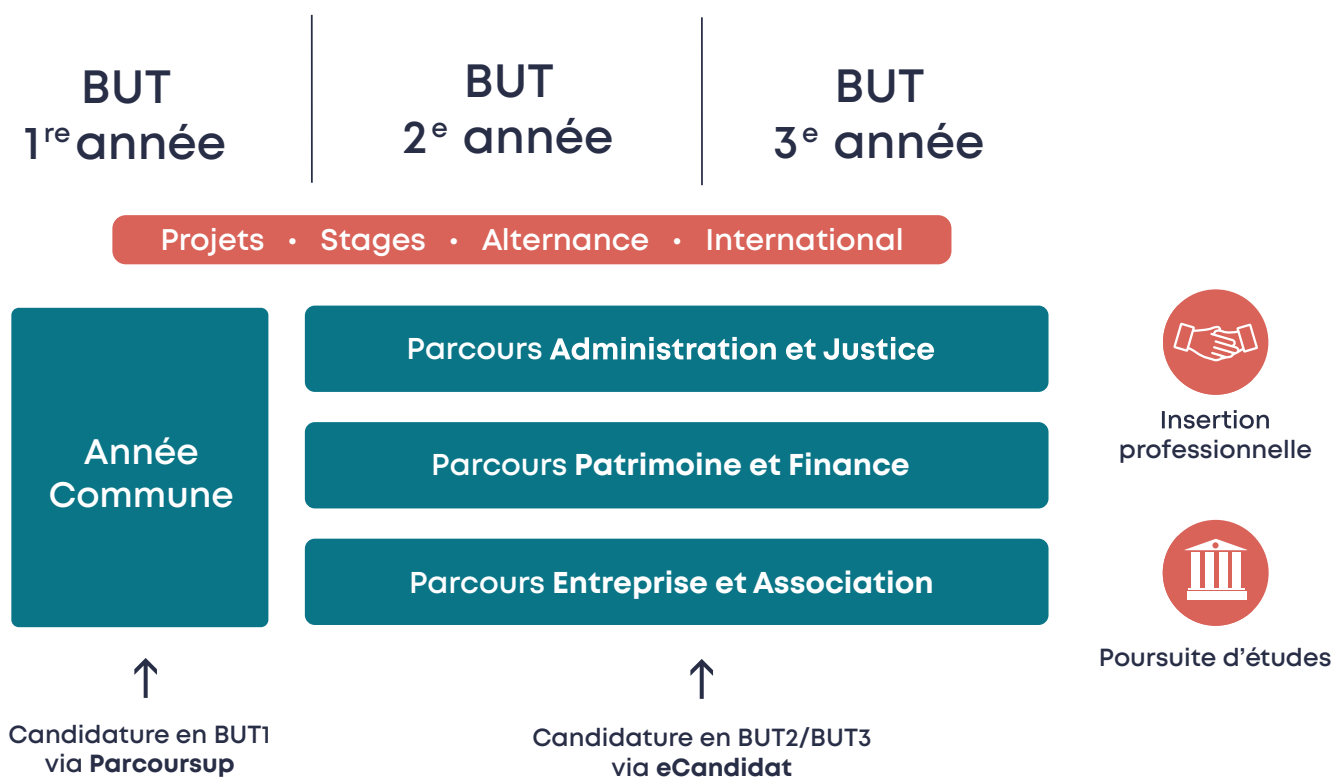 BUT
1re année
BUT
2e année
BUT
3e année
Projets • Stages • Alternance • International
Année
Commune
Parcours Administration et Justice
Parcours Patrimoine et Finance
Parcours Entreprise et Association
Insertion
professionnelle
Poursuite d'études
Candidature en BUT1
via Parcoursup
Candidature en BUT2/BUT3
via eCandidat